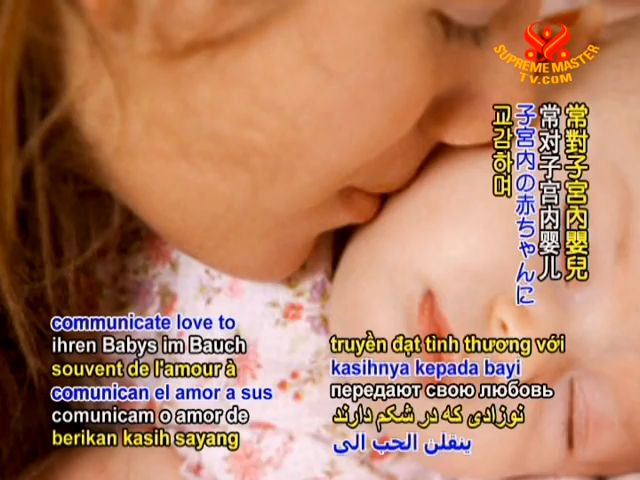 SUPREME MASTER
TV.COM
常對子宮內嬰兒
常对子宫内婴儿
子宮内の赤ちゃんに
교감하며
communicate love to
ihren Babys im Bauch
souvent de l'amour à
comunican el amor a sus
comunicam o amor de
berikan kasih sayang
truyền đạt tình thương với
kasihnya kepada bayi
передают свою любовь
نوزادی که در شکم دارند
ينقلن الحب الى